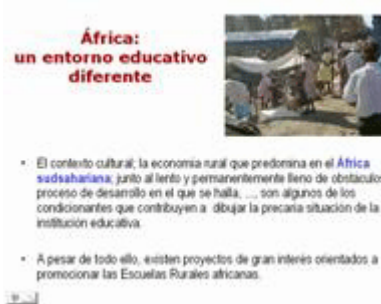 África:
un entorno educativo
diferente
• El contexto cultural; la economia rural que predomina en el África
sudsahariana; junto al lento y permanentemente lleno de obstáculos
proceso de desarrollo en el que se halla, ..., son algunos de los
condicionantes que contribuyen a dibujar la precaria situación de la
institución educativa.
• A pesar de todo ello, existen proyectos de gran interés orientados a
promocionar las Escuelas Rurales africanas.